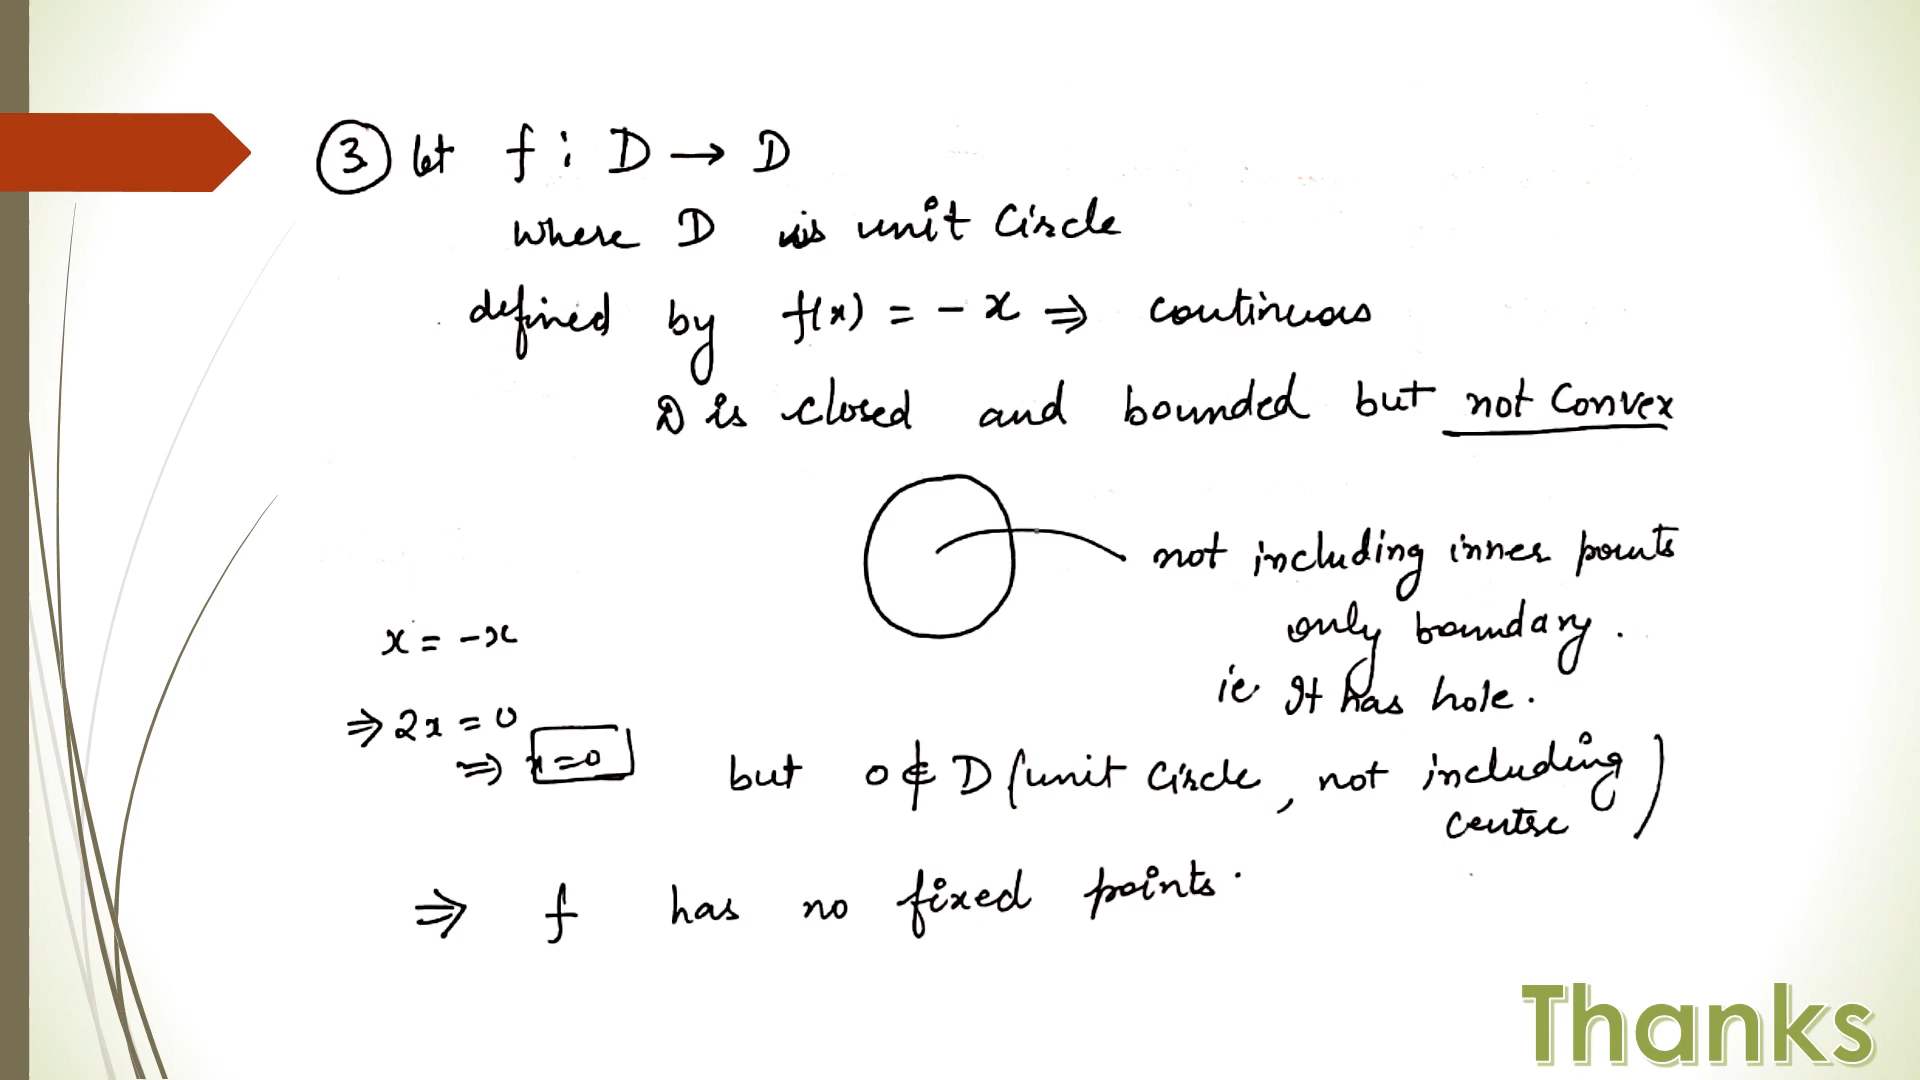 ③ let f : D → D
where D is unit Circle
defined by f(x) = - x ⇒ continuous
D is closed and bounded but not Convex
not including inner points
only boundary.
ie. It has hole.
x = -x
⇒ 2x = 0
⇒ x = 0
but 0 ∉ D (unit Circle, not including centre)
⇒ f has no fixed points.
Thanks